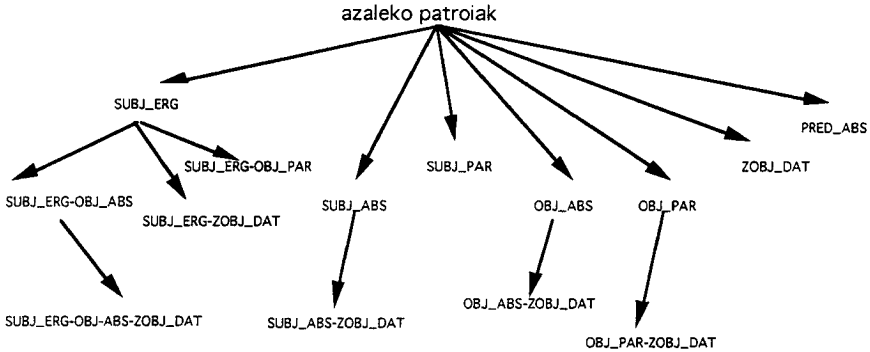 azaleko patroiak
SUBJ_ERG
PRED_ABS
SUBJ_ERG-OBJ_PAR
SUBJ_PAR
ZOBJ_DAT
SUBJ_ERG-OBJ_ABS
SUBJ_ERG-ZOBJ_DAT
SUBJ_ABS
OBJ_ABS
OBJ_PAR
SUBJ_ERG-OBJ-ABS-ZOBJ_DAT
SUBJ_ABS-ZOBJ_DAT
OBJ_ABS-ZOBJ_DAT
OBJ_PAR-ZOBJ_DAT